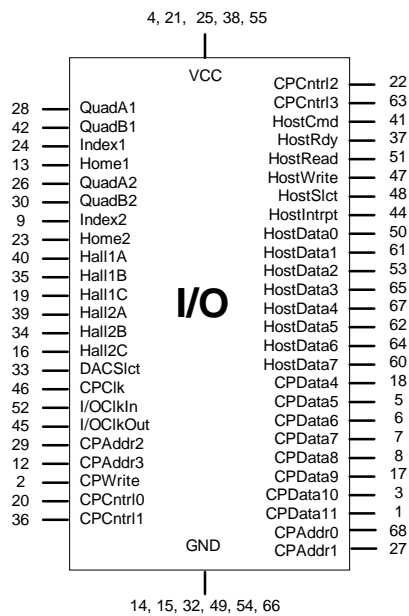 4, 21, 25, 38, 55
VCC
28 QuadA1
42 QuadB1
24 Index1
13 Home1
26 QuadA2
30 QuadB2
9 Index2
23 Home2
40 Hall1A
35 Hall1B
19 Hall1C
39 Hall2A
34 Hall2B
16 Hall2C
33 DACSlct
46 CPClk
52 I/OClkIn
45 I/OClkOut
29 CPAddr2
12 CPAddr3
2 CPWrite
20 CPCntrl0
36 CPCntrl1
I/O
CPCntrl2 22
CPCntrl3 63
HostCmd 41
HostRdy 37
HostRead 51
HostWrite 47
HostSlct 48
HostIntrpt 44
HostData0 50
HostData1 61
HostData2 53
HostData3 65
HostData4 67
HostData5 62
HostData6 64
HostData7 60
CPData4 18
CPData5 5
CPData6 6
CPData7 7
CPData8 8
CPData9 17
CPData10 3
CPData11 1
CPAddr0 68
CPAddr1 27
GND
14, 15, 32, 49, 54, 66